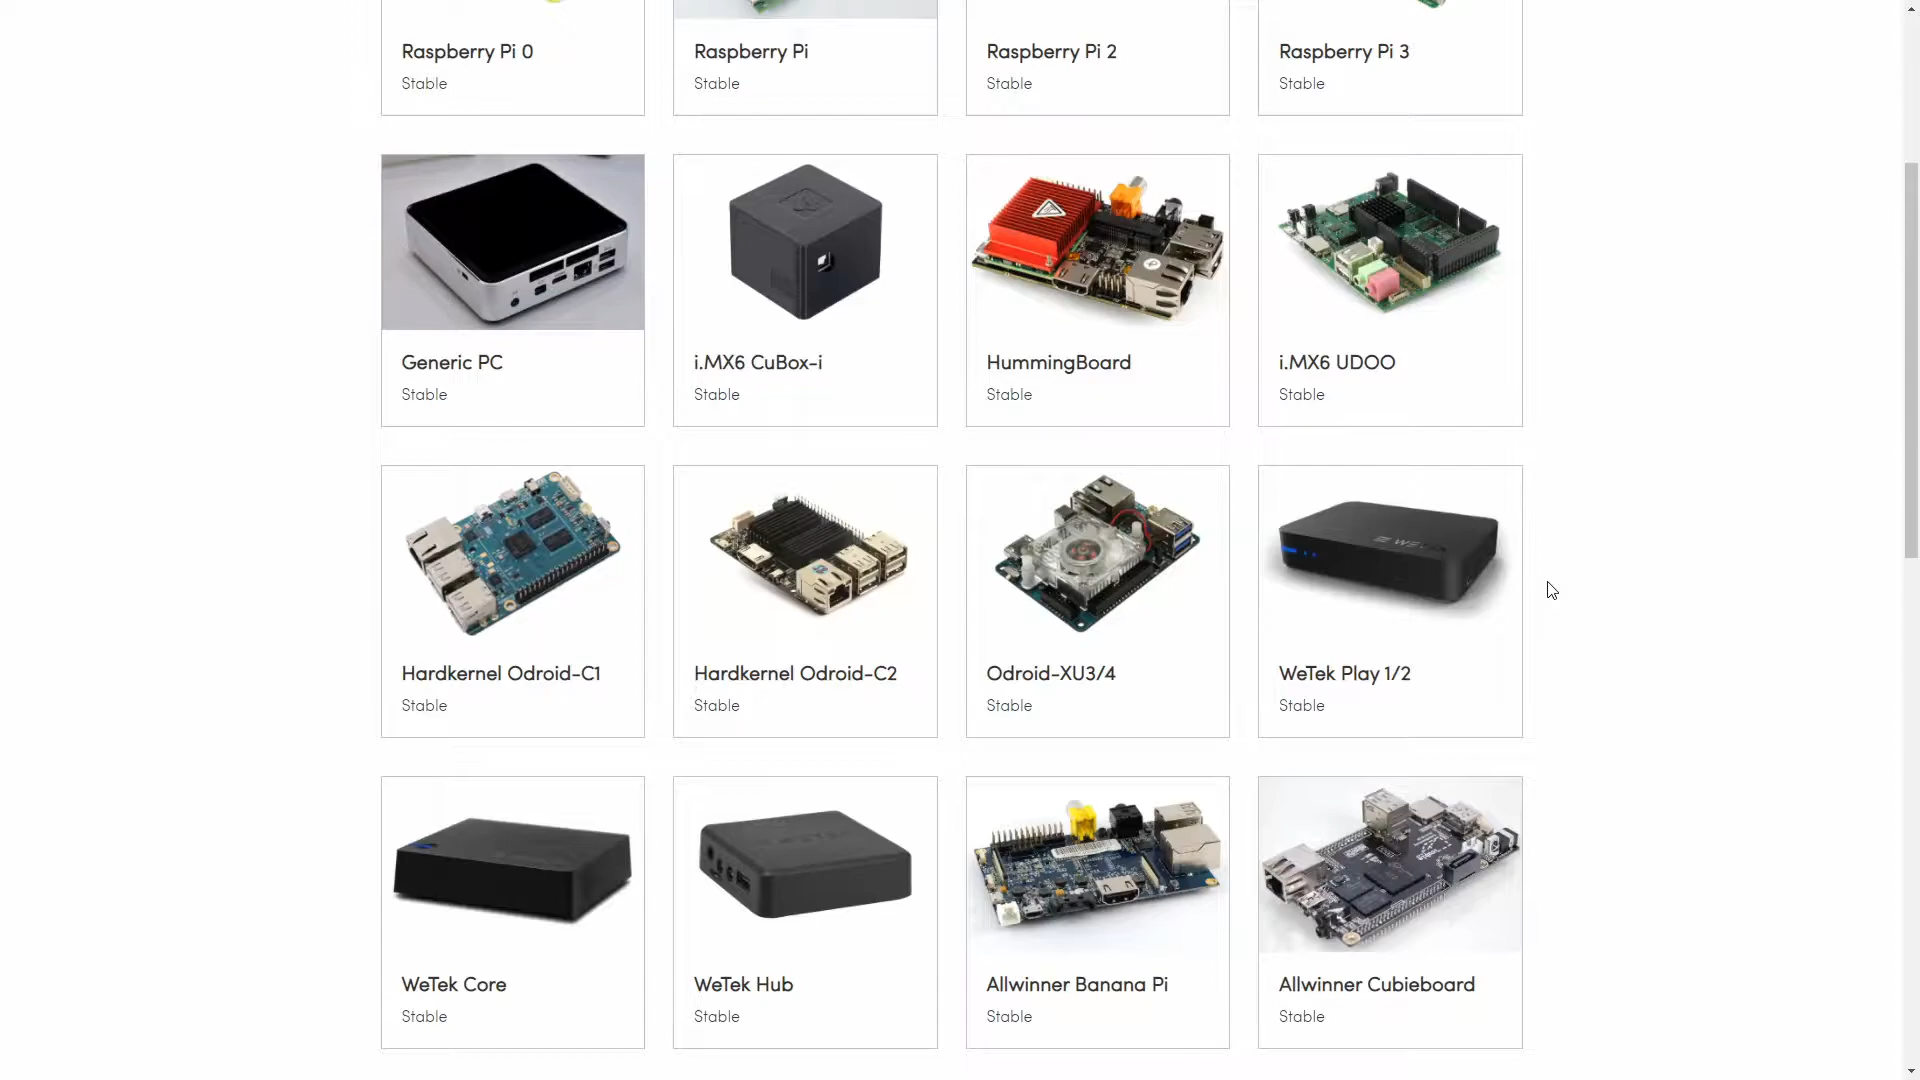 Raspberry Pi 0
Stable
Raspberry Pi
Stable
Raspberry Pi 2
Stable
Raspberry Pi 3
Stable
Generic PC
Stable
i.MX6 CuBox-i
Stable
HummingBoard
Stable
i.MX6 UDOO
Stable
Hardkernel Odroid-C1
Stable
Hardkernel Odroid-C2
Stable
Odroid-XU3/4
Stable
WeTek Play 1/2
Stable
WeTek Core
Stable
WeTek Hub
Stable
Allwinner Banana Pi
Stable
Allwinner Cubieboard
Stable